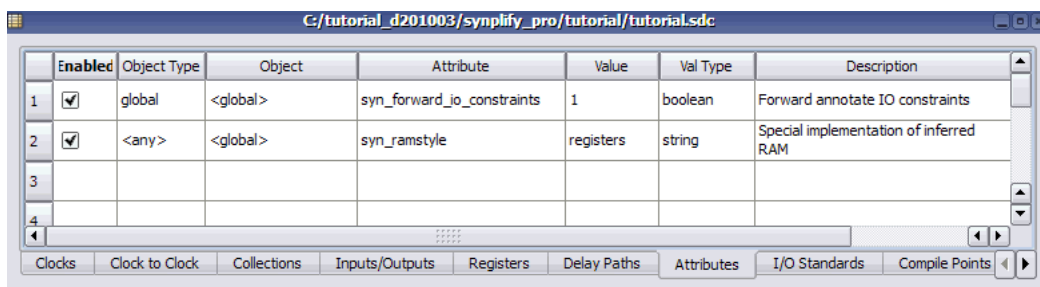 C:/tutorial_d201003/synplify_pro/tutorial/tutorial.sdc
Enabled Object Type Object Attribute Value Val Type Description
1 global <global> syn_forward_io_constraints 1 boolean Forward annotate IO constraints
2 <any> <global> syn_ramstyle registers string Special implementation of inferred
RAM
3
4
Clocks Clock to Clock Collections Inputs/Outputs Registers Delay Paths Attributes I/O Standards Compile Points